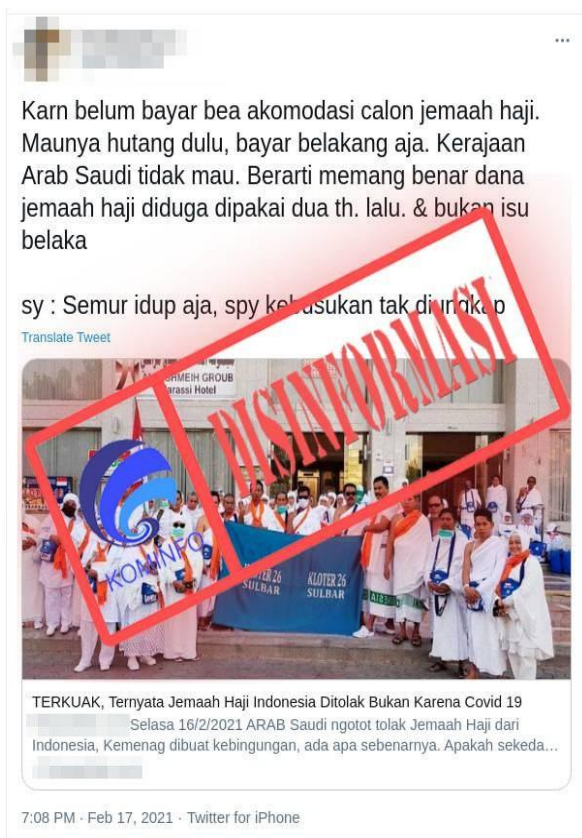 Karn belum bayar bea akomodasi calon jemaah haji.
Maunya hutang dulu, bayar belakang aja. Kerajaan
Arab Saudi tidak mau. Berarti memang benar dana
jemaah haji diduga dipakai dua th. lalu. & bukan isu
belaka
sy : Semur idup aja, spy kebusukan tak diungkap
Translate Tweet
GROUB
Hotel
DISINFORMASI
KOMINFO
KLOTER 26
SULBAR
KLOTER 26
SULBAR
TERKUAK, Ternyata Jemaah Haji Indonesia Ditolak Bukan Karena Covid 19
Selasa 16/2/2021 ARAB Saudi ngotot tolak Jemaah Haji dari
Indonesia, Kemenag dibuat kebingungan, ada apa sebenarnya. Apakah sekeda…
7:08 PM · Feb 17, 2021 · Twitter for iPhone